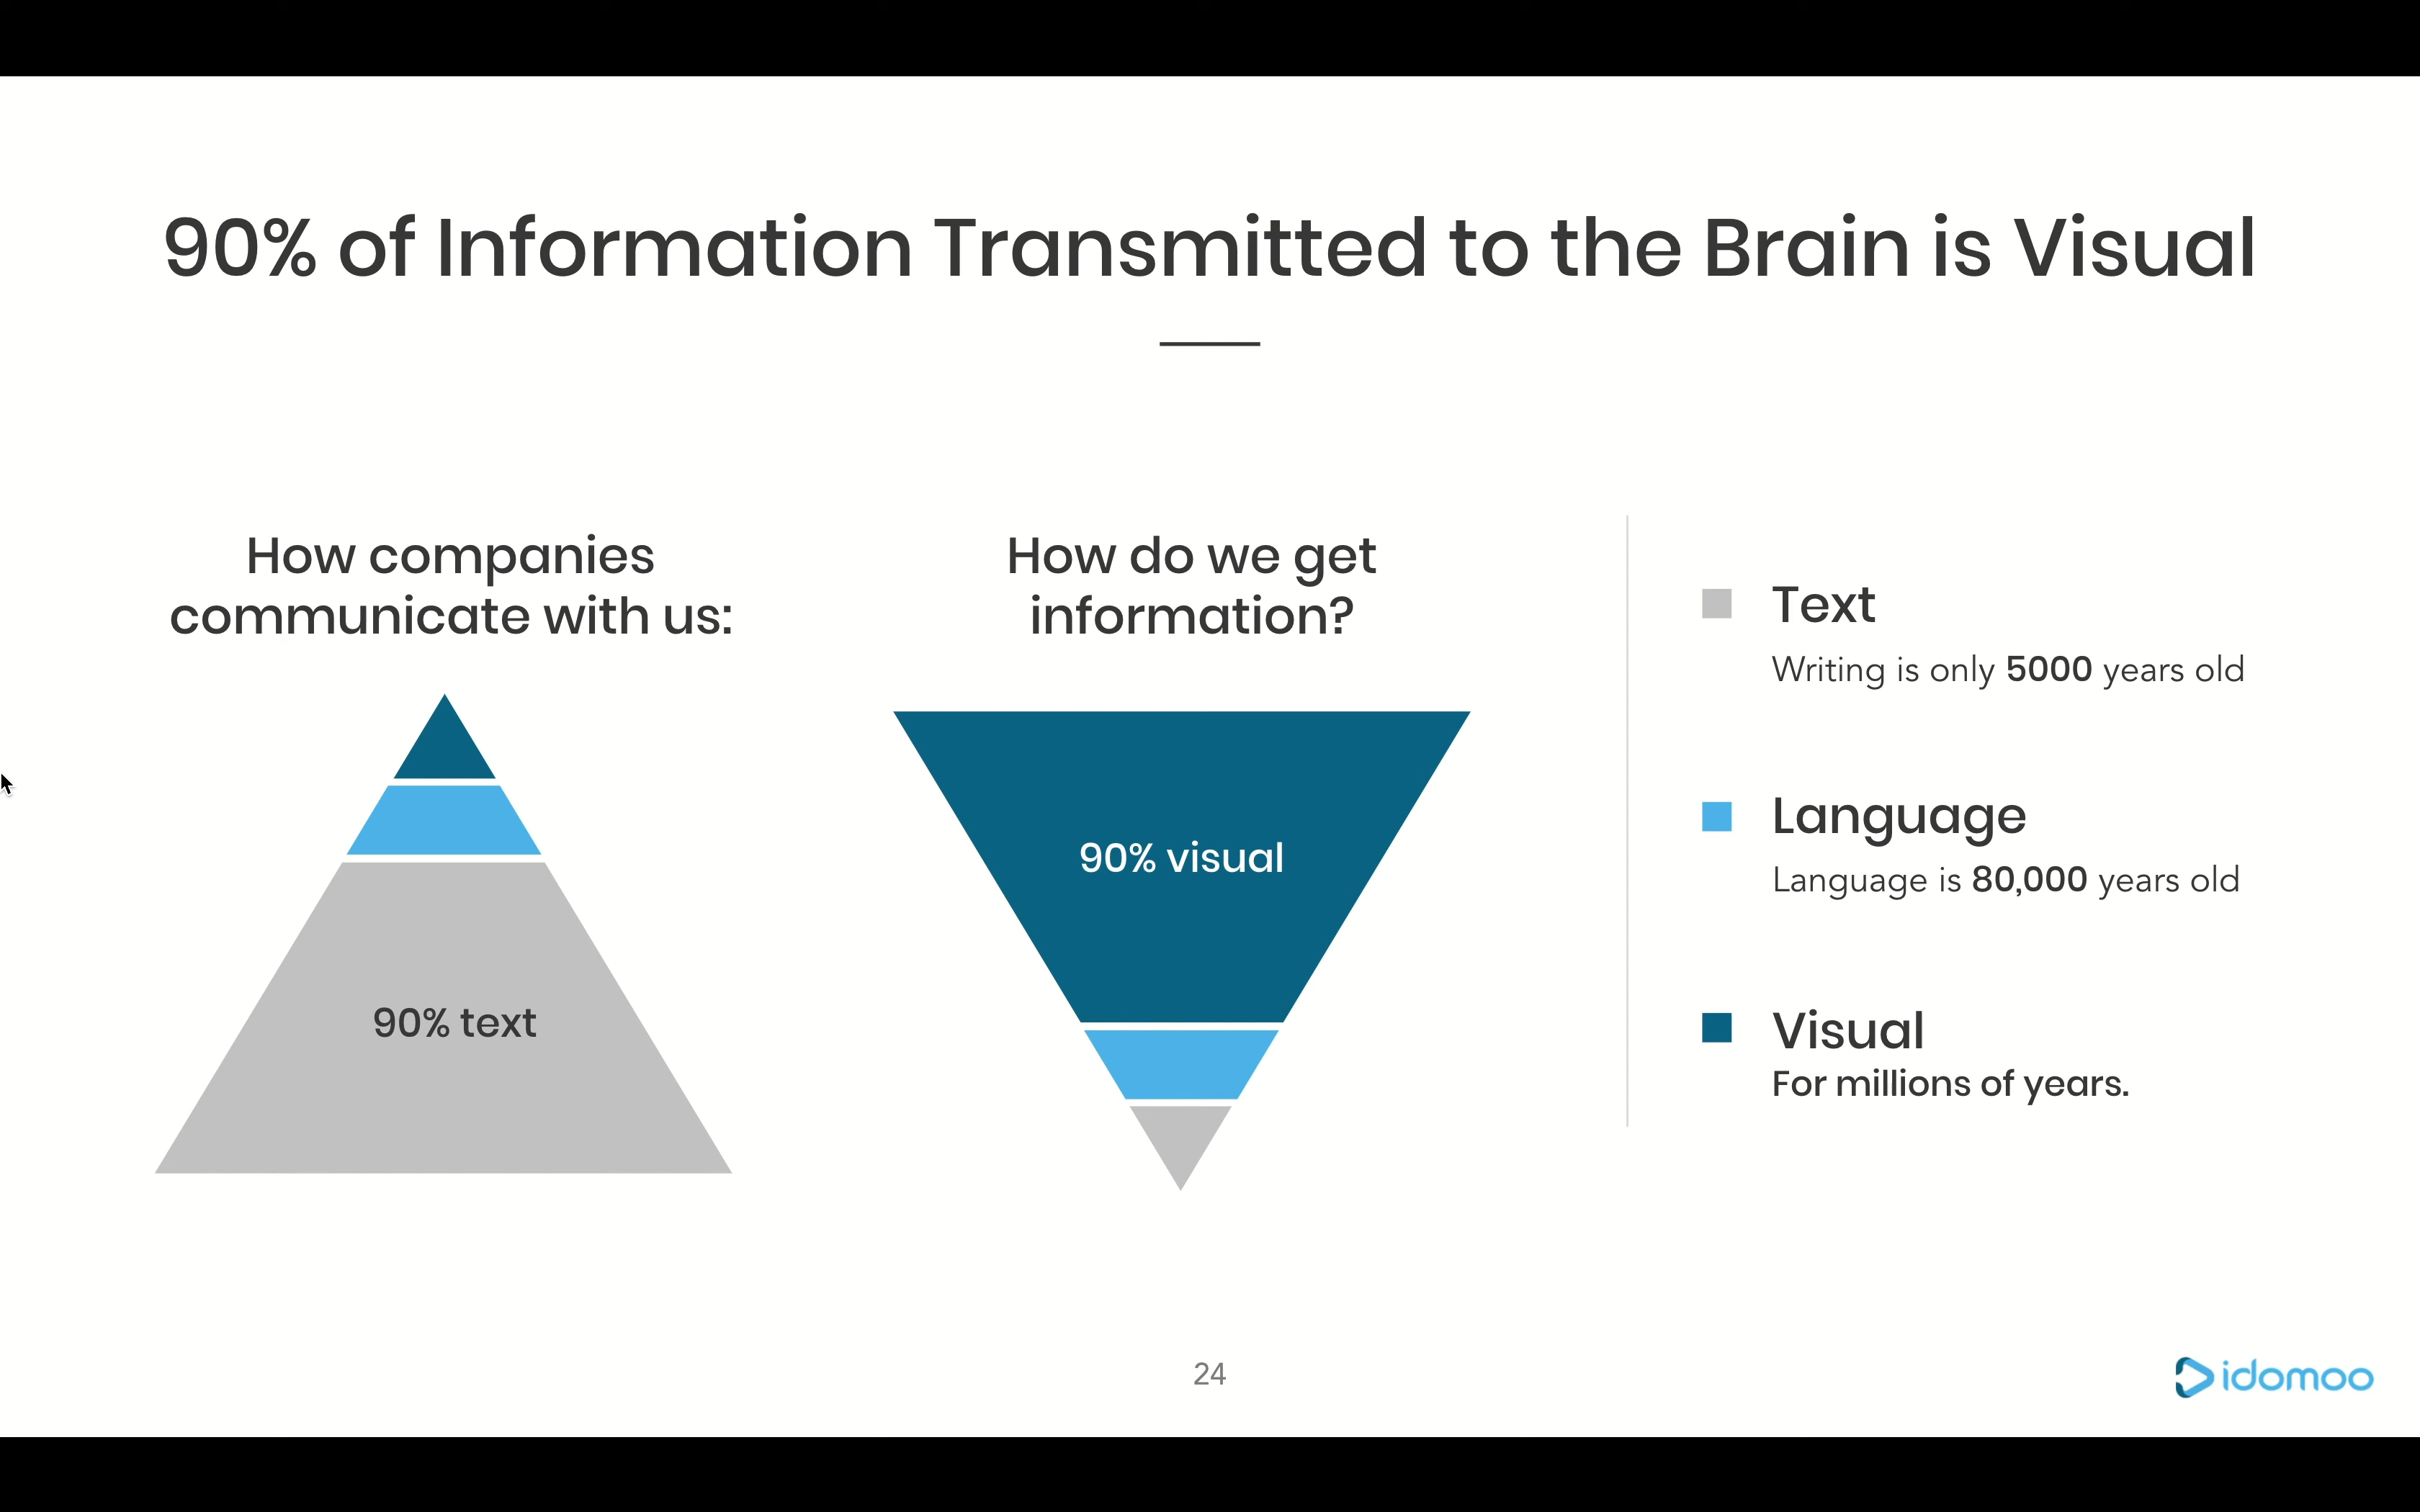 90% of Information Transmitted to the Brain is Visual
How companies
communicate with us:
90% text
How do we get
information?
90% visual
Text
Writing is only 5000 years old
Language
Language is 80,000 years old
Visual
For millions of years.
24
idomoo